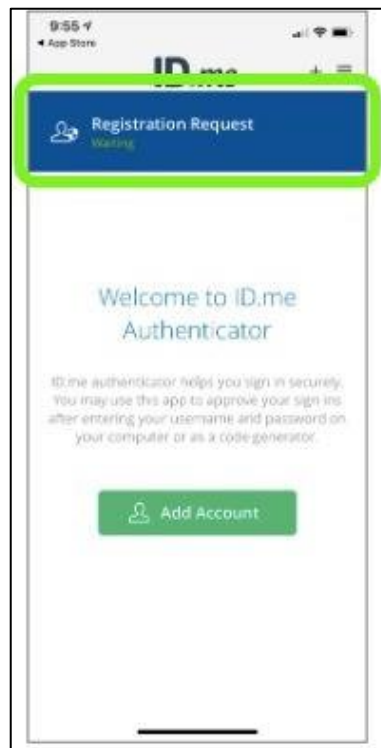 9:55
App Store
ID.me
Registration Request
Waiting
Welcome to ID.me
Authenticator
ID.me authenticator helps you sign in securely.
You may use this app to approve your sign ins
after entering your username and password on
your computer or as a code generator.
Add Account